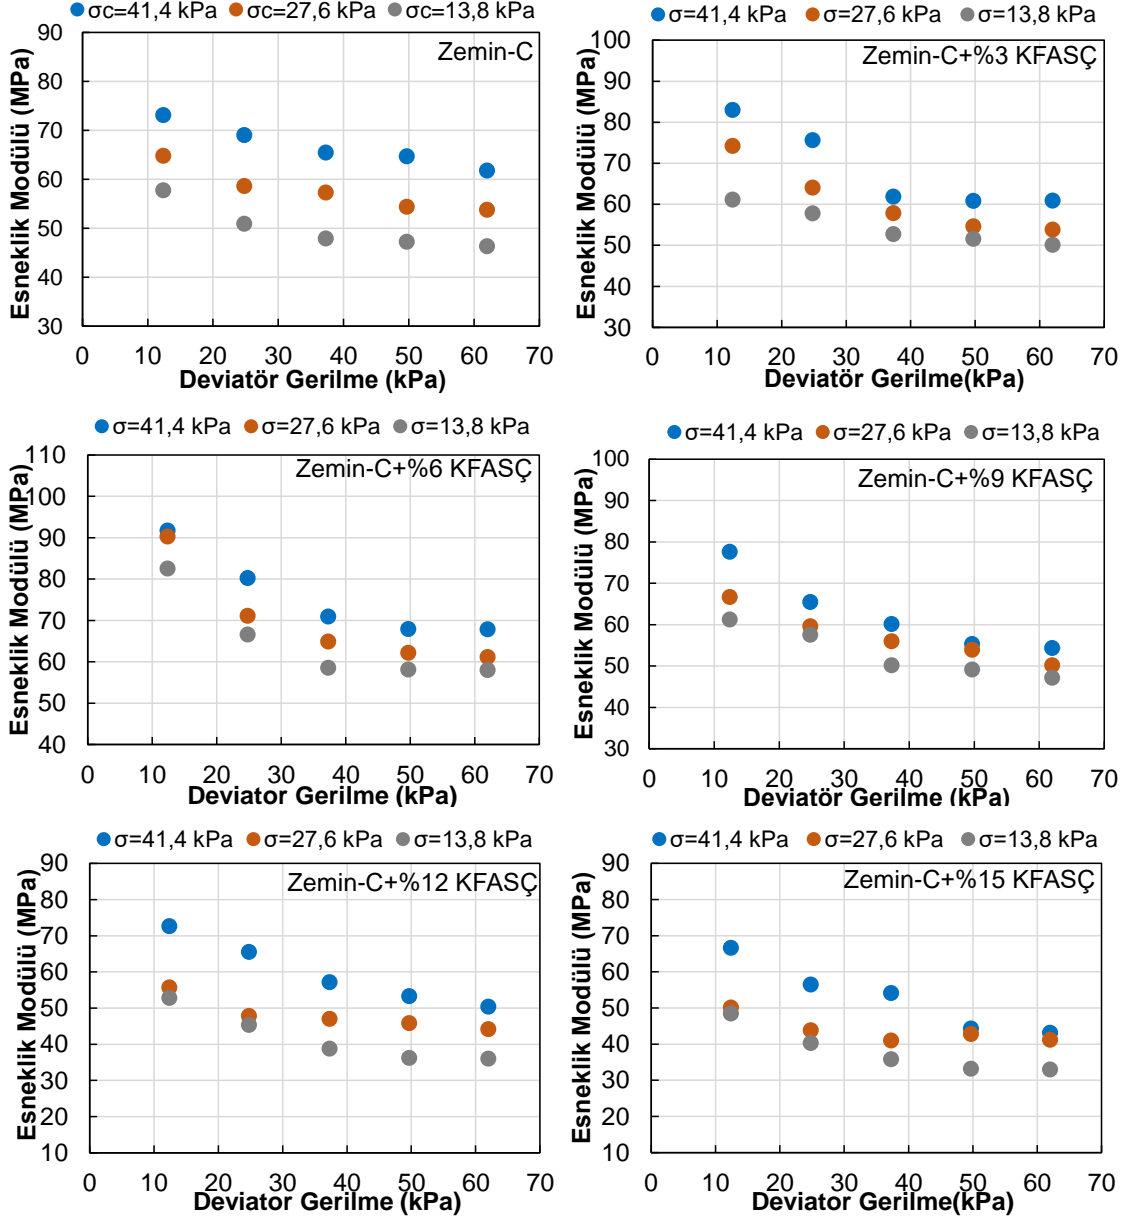 σc=41,4 kPa σc=27,6 kPa σc=13,8 kPa
Zemin-C
Esneklik Modülü (MPa)
90
80
70
60
50
40
30
0 10 20 30 40 50 60 70
Deviatör Gerilme (kPa)
σ=41,4 kPa σ=27,6 kPa σ=13,8 kPa
Zemin-C+%3 KFASÇ
Esneklik Modülü (MPa)
100
90
80
70
60
50
40
30
0 10 20 30 40 50 60 70
Deviatör Gerilme(kPa)
σ=41,4 kPa σ=27,6 kPa σ=13,8 kPa
Zemin-C+%6 KFASÇ
Esneklik Modülü (MPa)
110
100
90
80
70
60
50
40
0 10 20 30 40 50 60 70
Deviator Gerilme (kPa)
σ=41,4 kPa σ=27,6 kPa σ=13,8 kPa
Zemin-C+%9 KFASÇ
Esneklik Modülü (MPa)
100
90
80
70
60
50
40
30
0 10 20 30 40 50 60 70
Deviatör Gerilme (kPa)
σ=41,4 kPa σ=27,6 kPa σ=13,8 kPa
Zemin-C+%12 KFASÇ
Esneklik Modülü (MPa)
90
80
70
60
50
40
30
20
10
0 10 20 30 40 50 60 70
Deviatör Gerilme (kPa)
σ=41,4 kPa σ=27,6 kPa σ=13,8 kPa
Zemin-C+%15 KFASÇ
Esneklik Modülü (MPa)
90
80
70
60
50
40
30
20
10
0 10 20 30 40 50 60 70
Deviatör Gerilme(kPa)